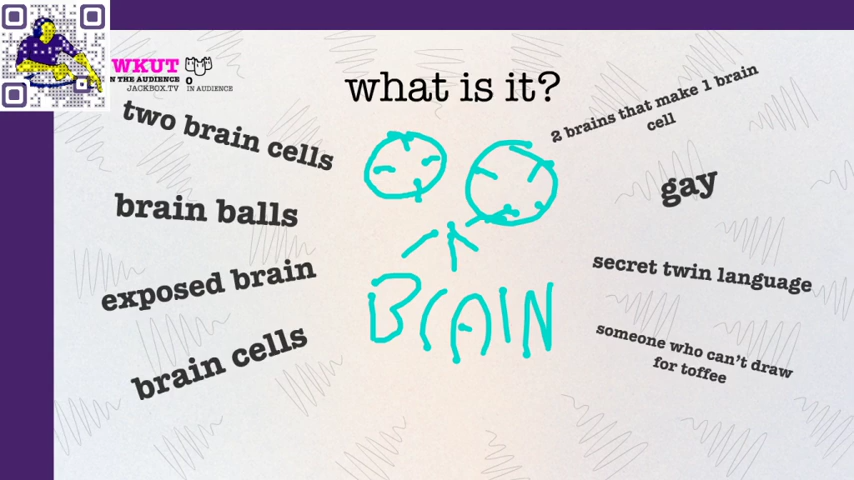 WKUT
N THE AUDIENCE
JACKBOX.TV
0
IN AUDIENCE
what is it?
two brain cells
brain balls
exposed brain
brain cells
BrAIN
2 brains that make 1 brain
cell
gay
secret twin language
someone who can't draw
for toffee